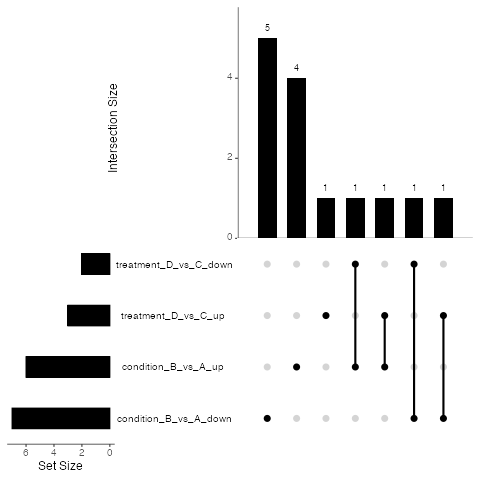 5
4
1 1 1 1 1
Intersection Size
4
2
0
treatment_D_vs_C_down
treatment_D_vs_C_up
condition_B_vs_A_up
condition_B_vs_A_down
6 4 2 0
Set Size